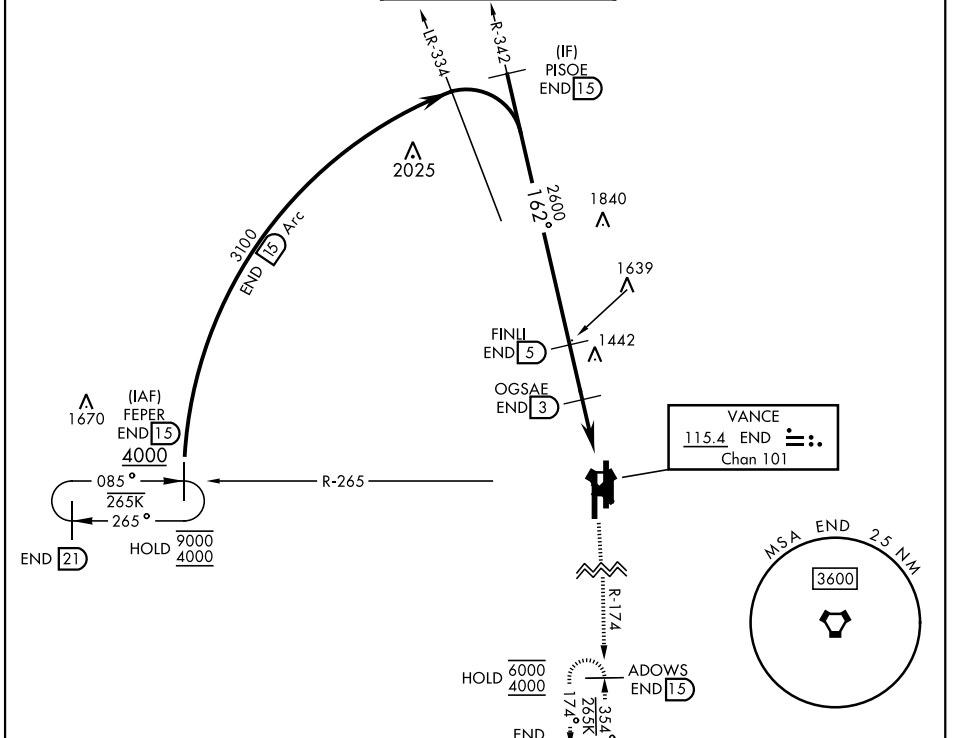 LR-334
R-342
(IF)
PISOE
END 15
2025
3100
END 15 Arc
2600
162°
1840
1639
FINLI
END 5
1442
OGSAE
END 3
1670
(IAF)
FEPER
END 15
4000
085°
265K
265°
END 21
HOLD 9000
4000
R-265
VANCE
115.4 END
Chan 101
R-174
HOLD 6000
4000
ADOWS
END 15
174°
265K
354°
END
MSA END 25 NM
3600